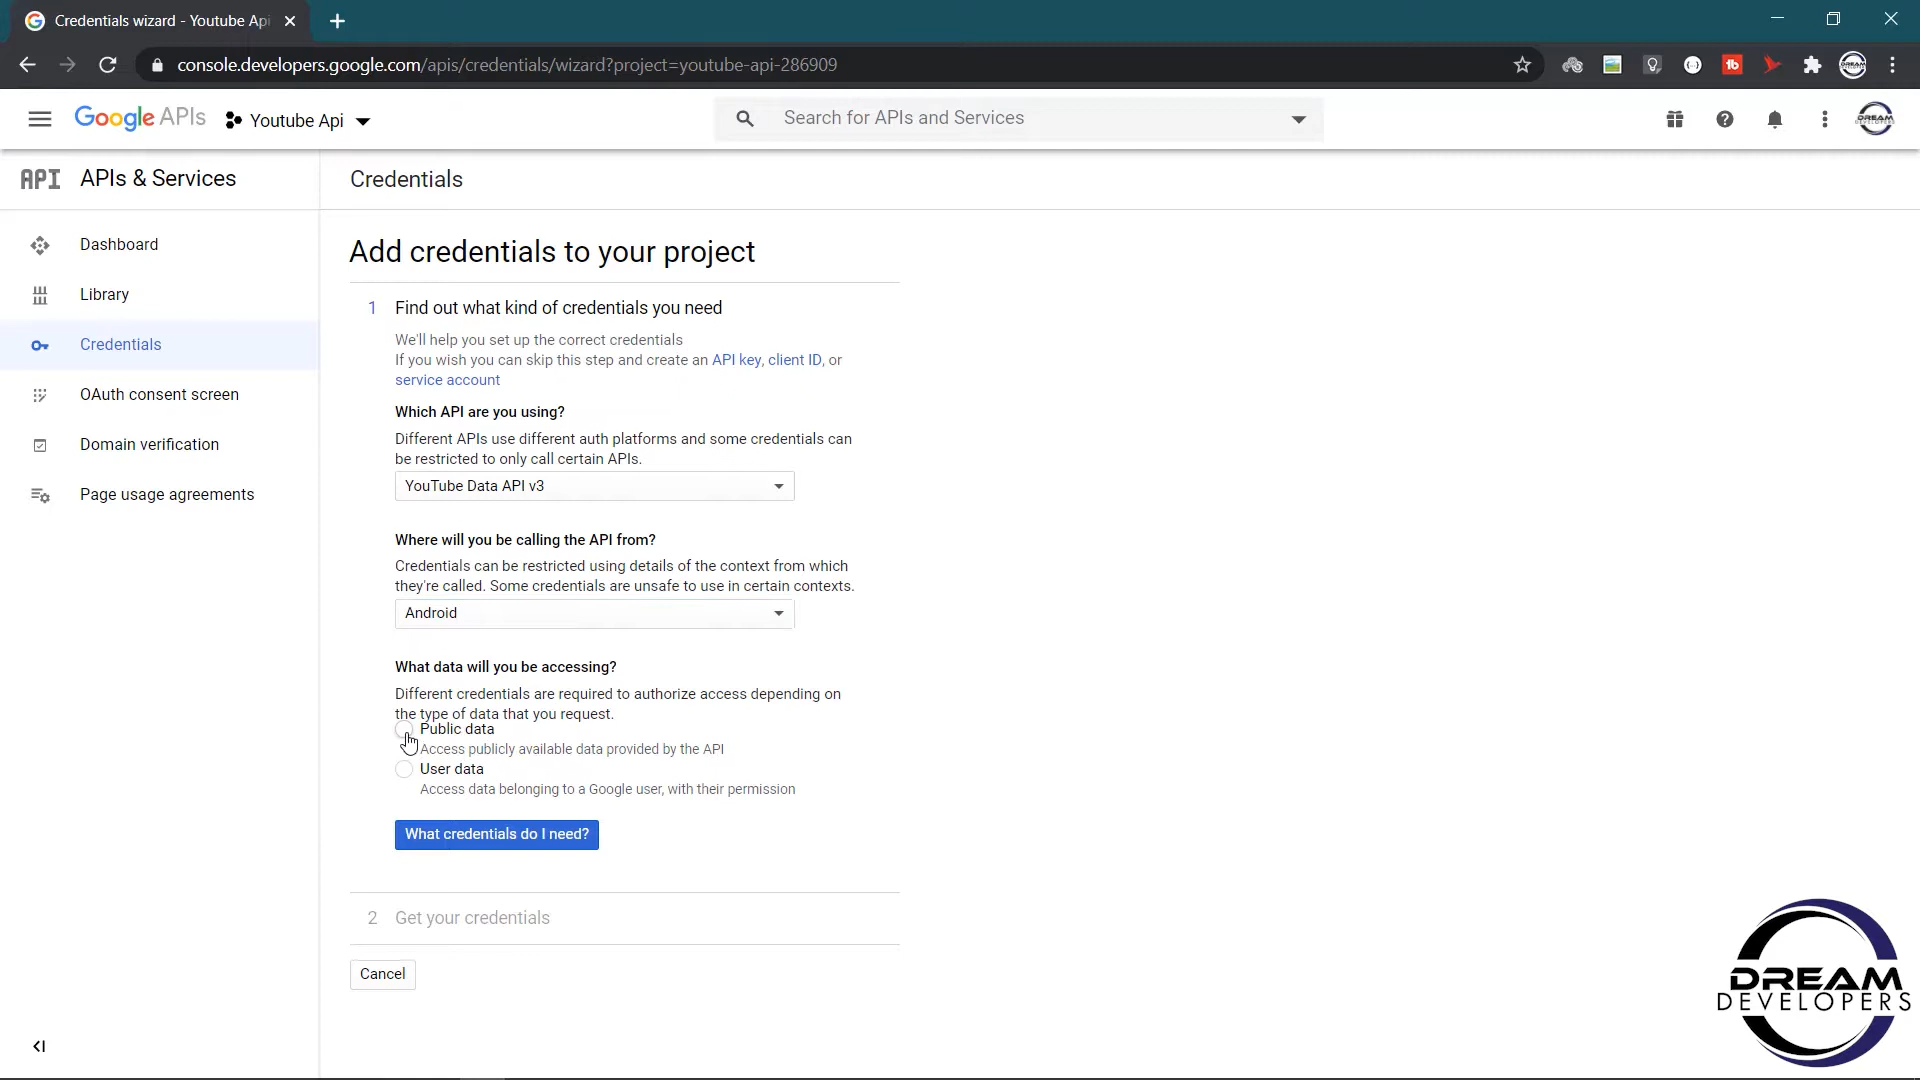 Credentials wizard - Youtube Api
console.developers.google.com/apis/credentials/wizard?project=youtube-api-286909
Google APIs
Youtube Api
Search for APIs and Services
API APIs & Services
Credentials
Dashboard
Library
Credentials
OAuth consent screen
Domain verification
Page usage agreements
Add credentials to your project
1 Find out what kind of credentials you need
We'll help you set up the correct credentials
If you wish you can skip this step and create an API key, client ID, or
service account
Which API are you using?
Different APIs use different auth platforms and some credentials can
be restricted to only call certain APIs.
YouTube Data API v3
Where will you be calling the API from?
Credentials can be restricted using details of the context from which
they're called. Some credentials are unsafe to use in certain contexts.
Android
What data will you be accessing?
Different credentials are required to authorize access depending on
the type of data that you request.
Public data
Access publicly available data provided by the API
User data
Access data belonging to a Google user, with their permission
What credentials do I need?
2 Get your credentials
Cancel
DREAM
DEVELOPERS